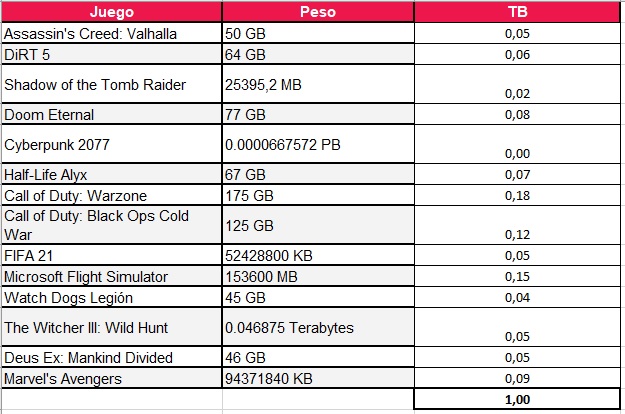 Juego Peso TB
Assassin's Creed: Valhalla 50 GB 0,05
DiRT 5 64 GB 0,06
Shadow of the Tomb Raider 25395,2 MB 0,02
Doom Eternal 77 GB 0,08
Cyberpunk 2077 0.0000667572 PB 0,00
Half-Life Alyx 67 GB 0,07
Call of Duty: Warzone 175 GB 0,18
Call of Duty: Black Ops Cold
War 125 GB 0,12
FIFA 21 52428800 KB 0,05
Microsoft Flight Simulator 153600 MB 0,15
Watch Dogs Legión 45 GB 0,04
The Witcher III: Wild Hunt 0.046875 Terabytes 0,05
Deus Ex: Mankind Divided 46 GB 0,05
Marvel's Avengers 94371840 KB 0,09
1,00